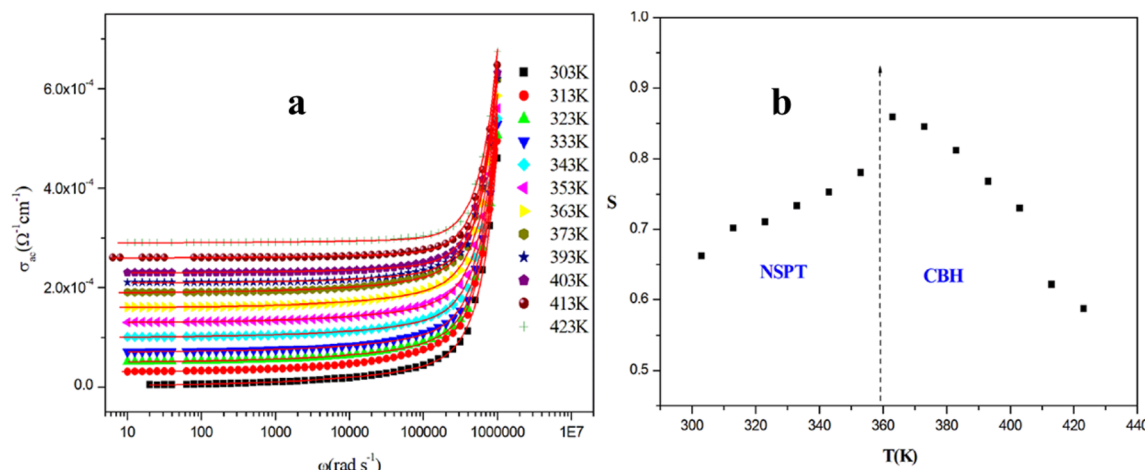 a
6.0x10⁻⁴
4.0x10⁻⁴
2.0x10⁻⁴
0.0
σac(Ω⁻¹cm⁻¹)
10 100 1000 10000 100000 1000000 1E7
ω(rad s⁻¹)
303K
313K
323K
333K
343K
353K
363K
373K
393K
403K
413K
423K
b
1.0
0.9
0.8
0.7
0.6
0.5
S
NSPT
CBH
300 320 340 360 380 400 420 440
T(K)